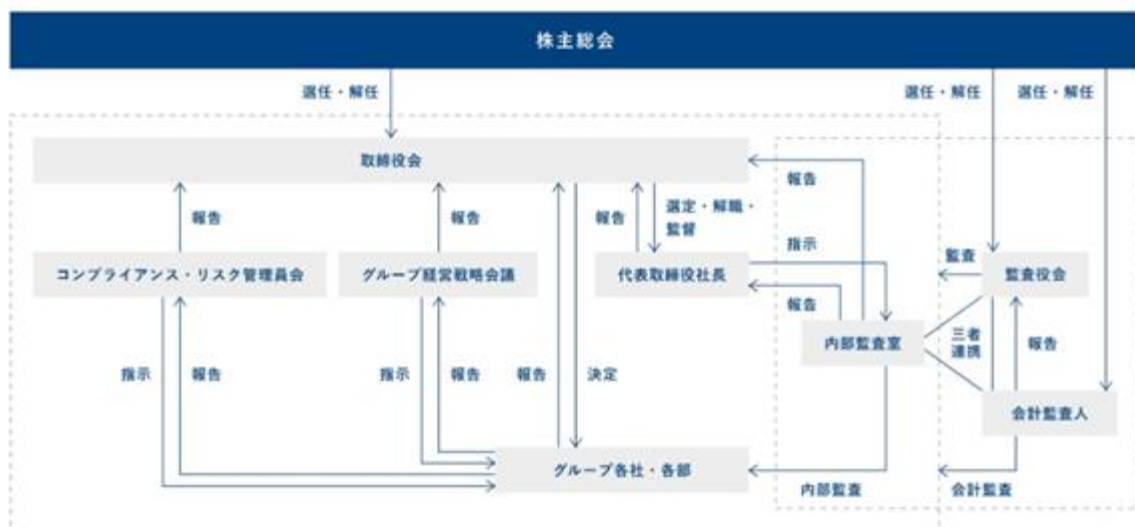 株主総会
選任・解任
選任・解任
選任・解任
取締役会
報告
報告
報告
報告
選定・解職・
監督
報告
指示
監査
コンプライアンス・リスク管理員会
グループ経営戦略会議
代表取締役社長
監査役会
報告
内部監査室
三者
連携
報告
指示
報告
指示
報告
報告
決定
会計監査人
グループ各社・各部
内部監査
会計監査